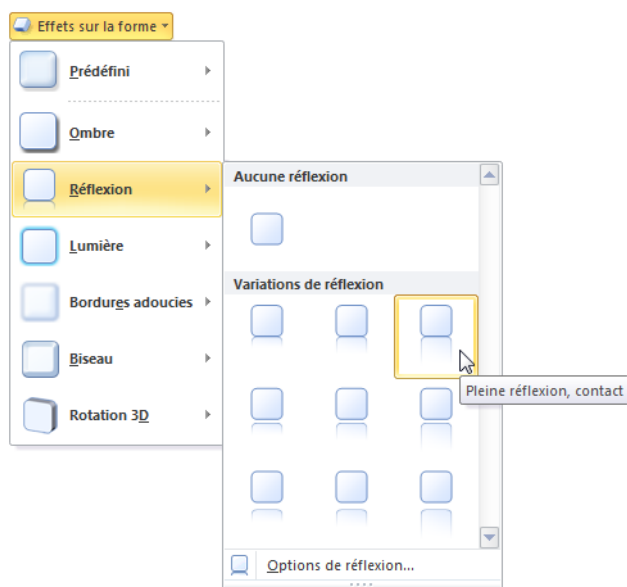 Effets sur la forme
Prédéfini
Ombre
Réflexion
Lumière
Bordures adoucies
Biseau
Rotation 3D
Aucune réflexion
Variations de réflexion
Pleine réflexion, contact
Options de réflexion...